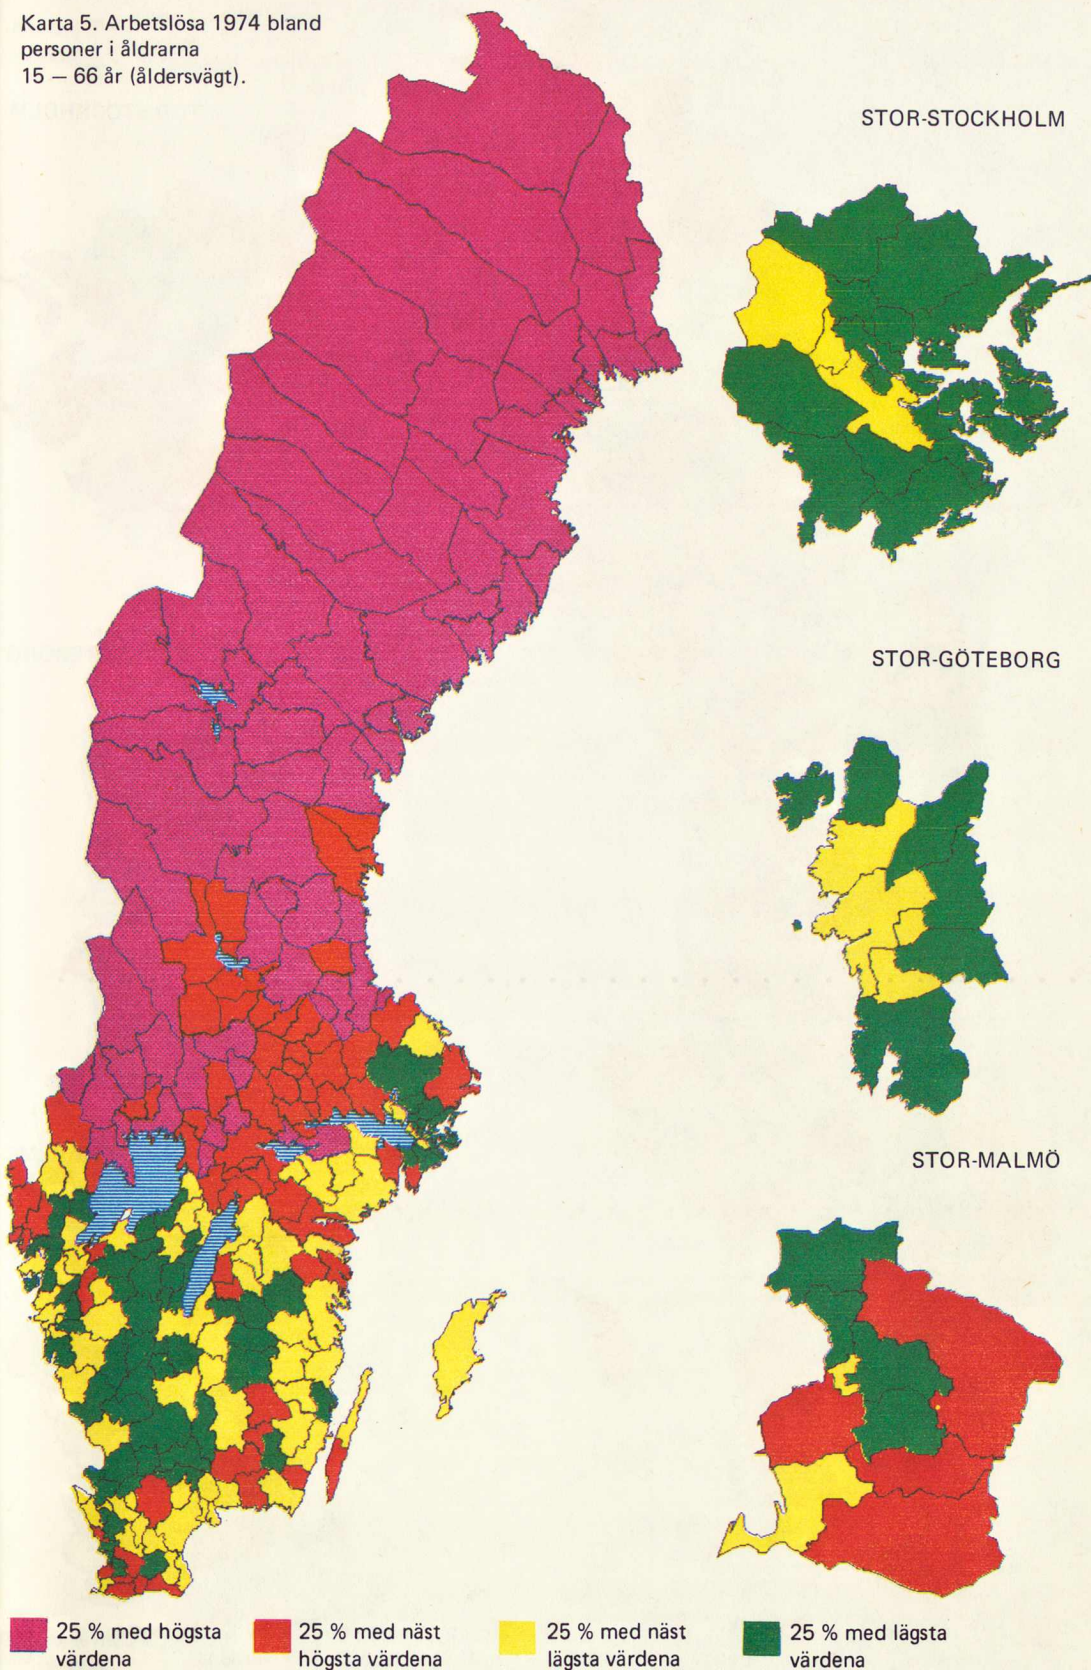 Karta 5. Arbetslösa 1974 bland
personer i åldrarna
15 – 66 år (åldersvägt).
STOR-STOCKHOLM
STOR-GÖTEBORG
STOR-MALMÖ
25 % med högsta
värdena
25 % med näst
högsta värdena
25 % med näst
lägsta värdena
25 % med lägsta
värdena